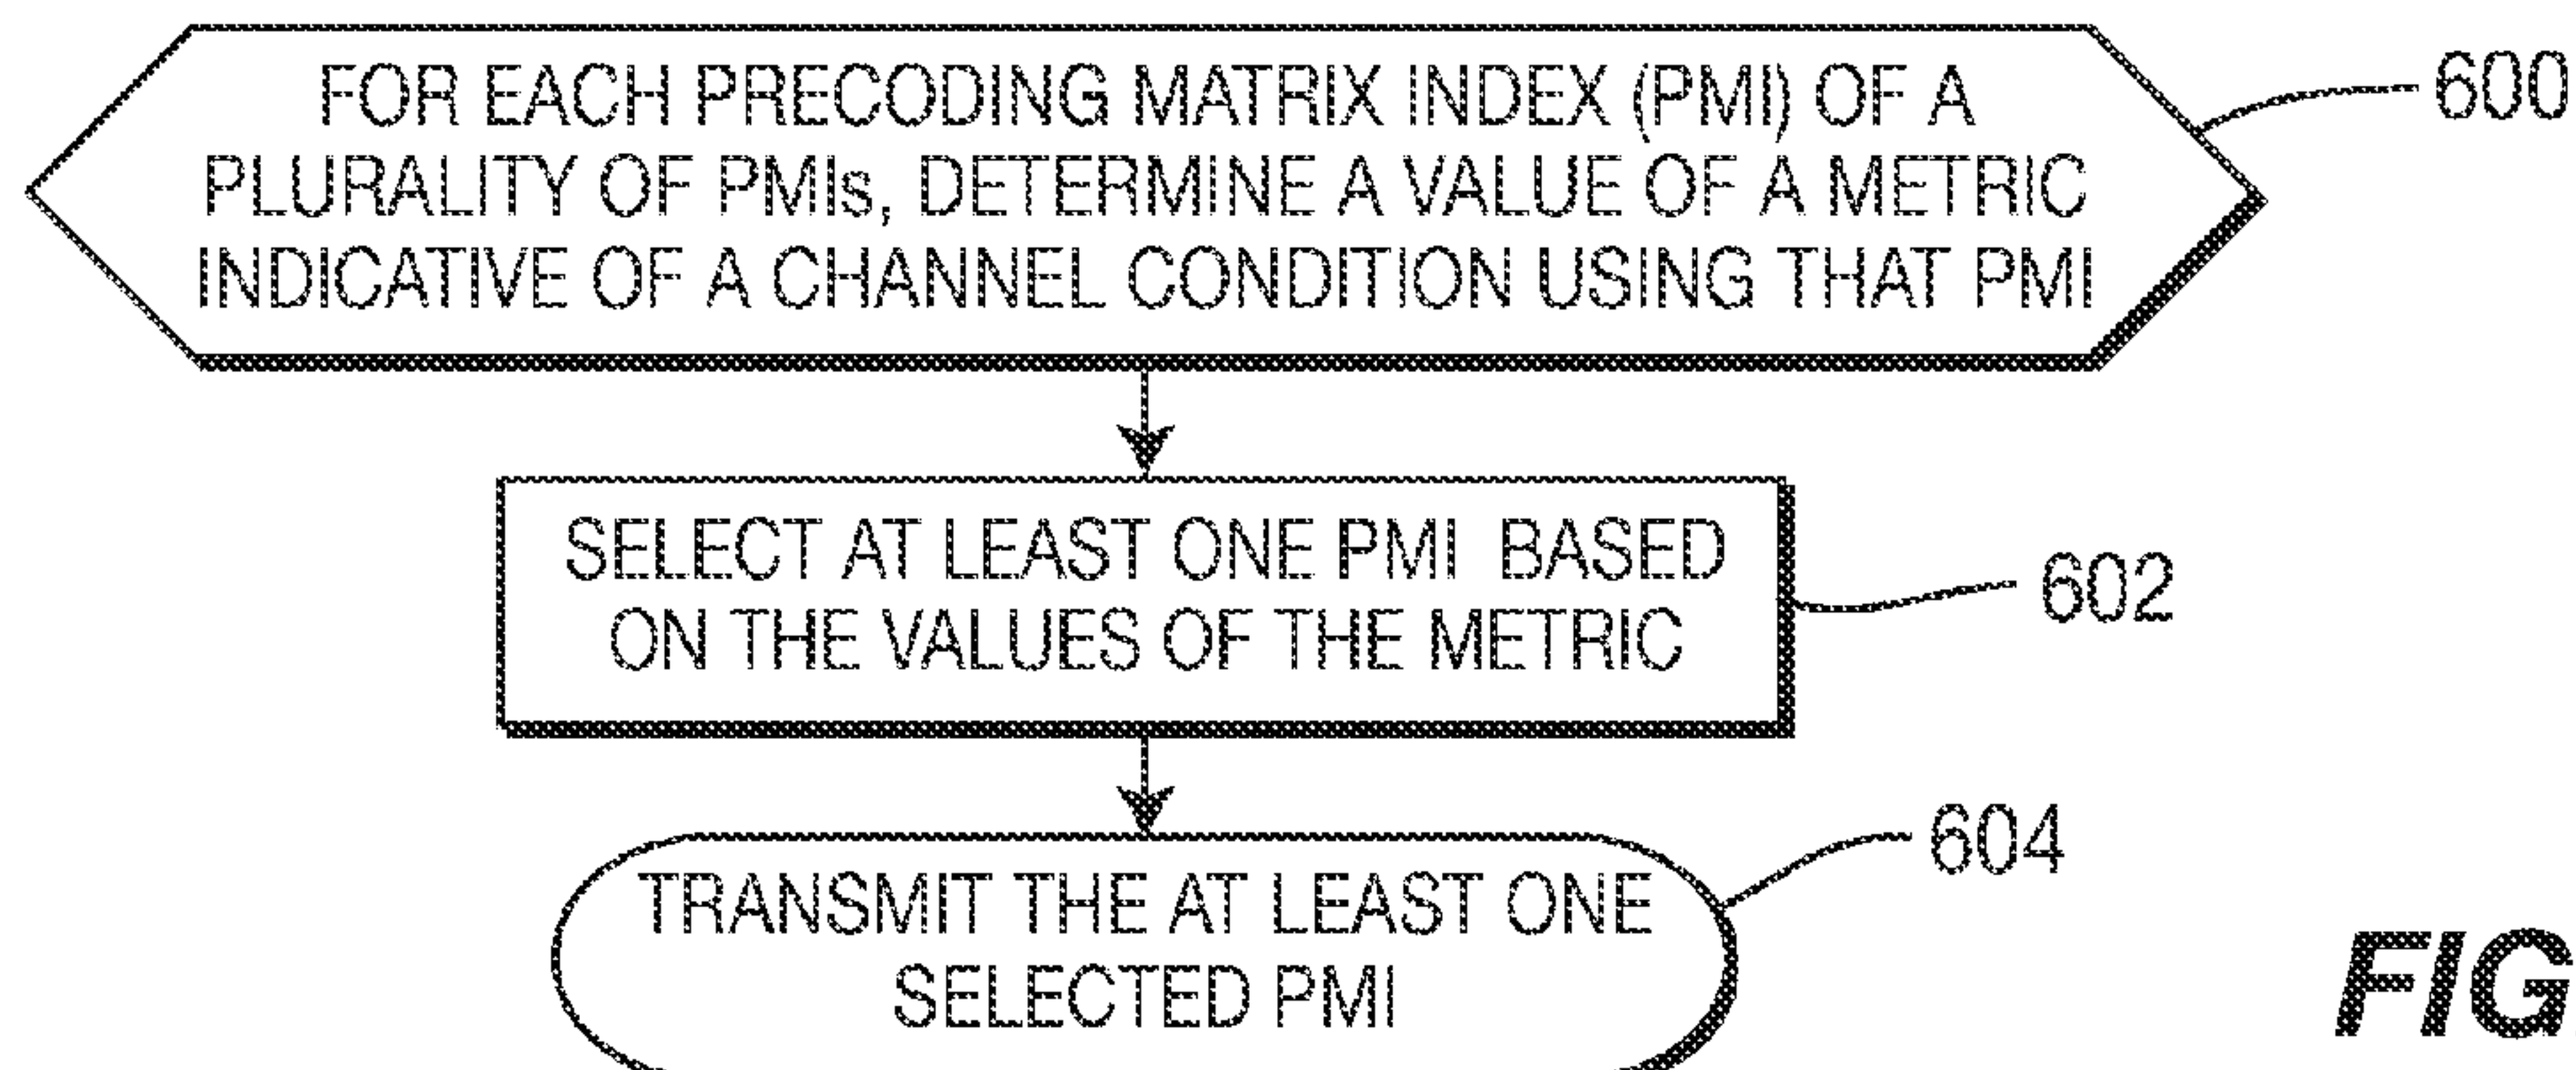 FOR EACH PRECODING MATRIX INDEX (PMI) OF A
PLURALITY OF PMIs, DETERMINE A VALUE OF A METRIC
INDICATIVE OF A CHANNEL CONDITION USING THAT PMI
600
SELECT AT LEAST ONE PMI BASED
ON THE VALUES OF THE METRIC
602
TRANSMIT THE AT LEAST ONE
SELECTED PMI
604
FIG